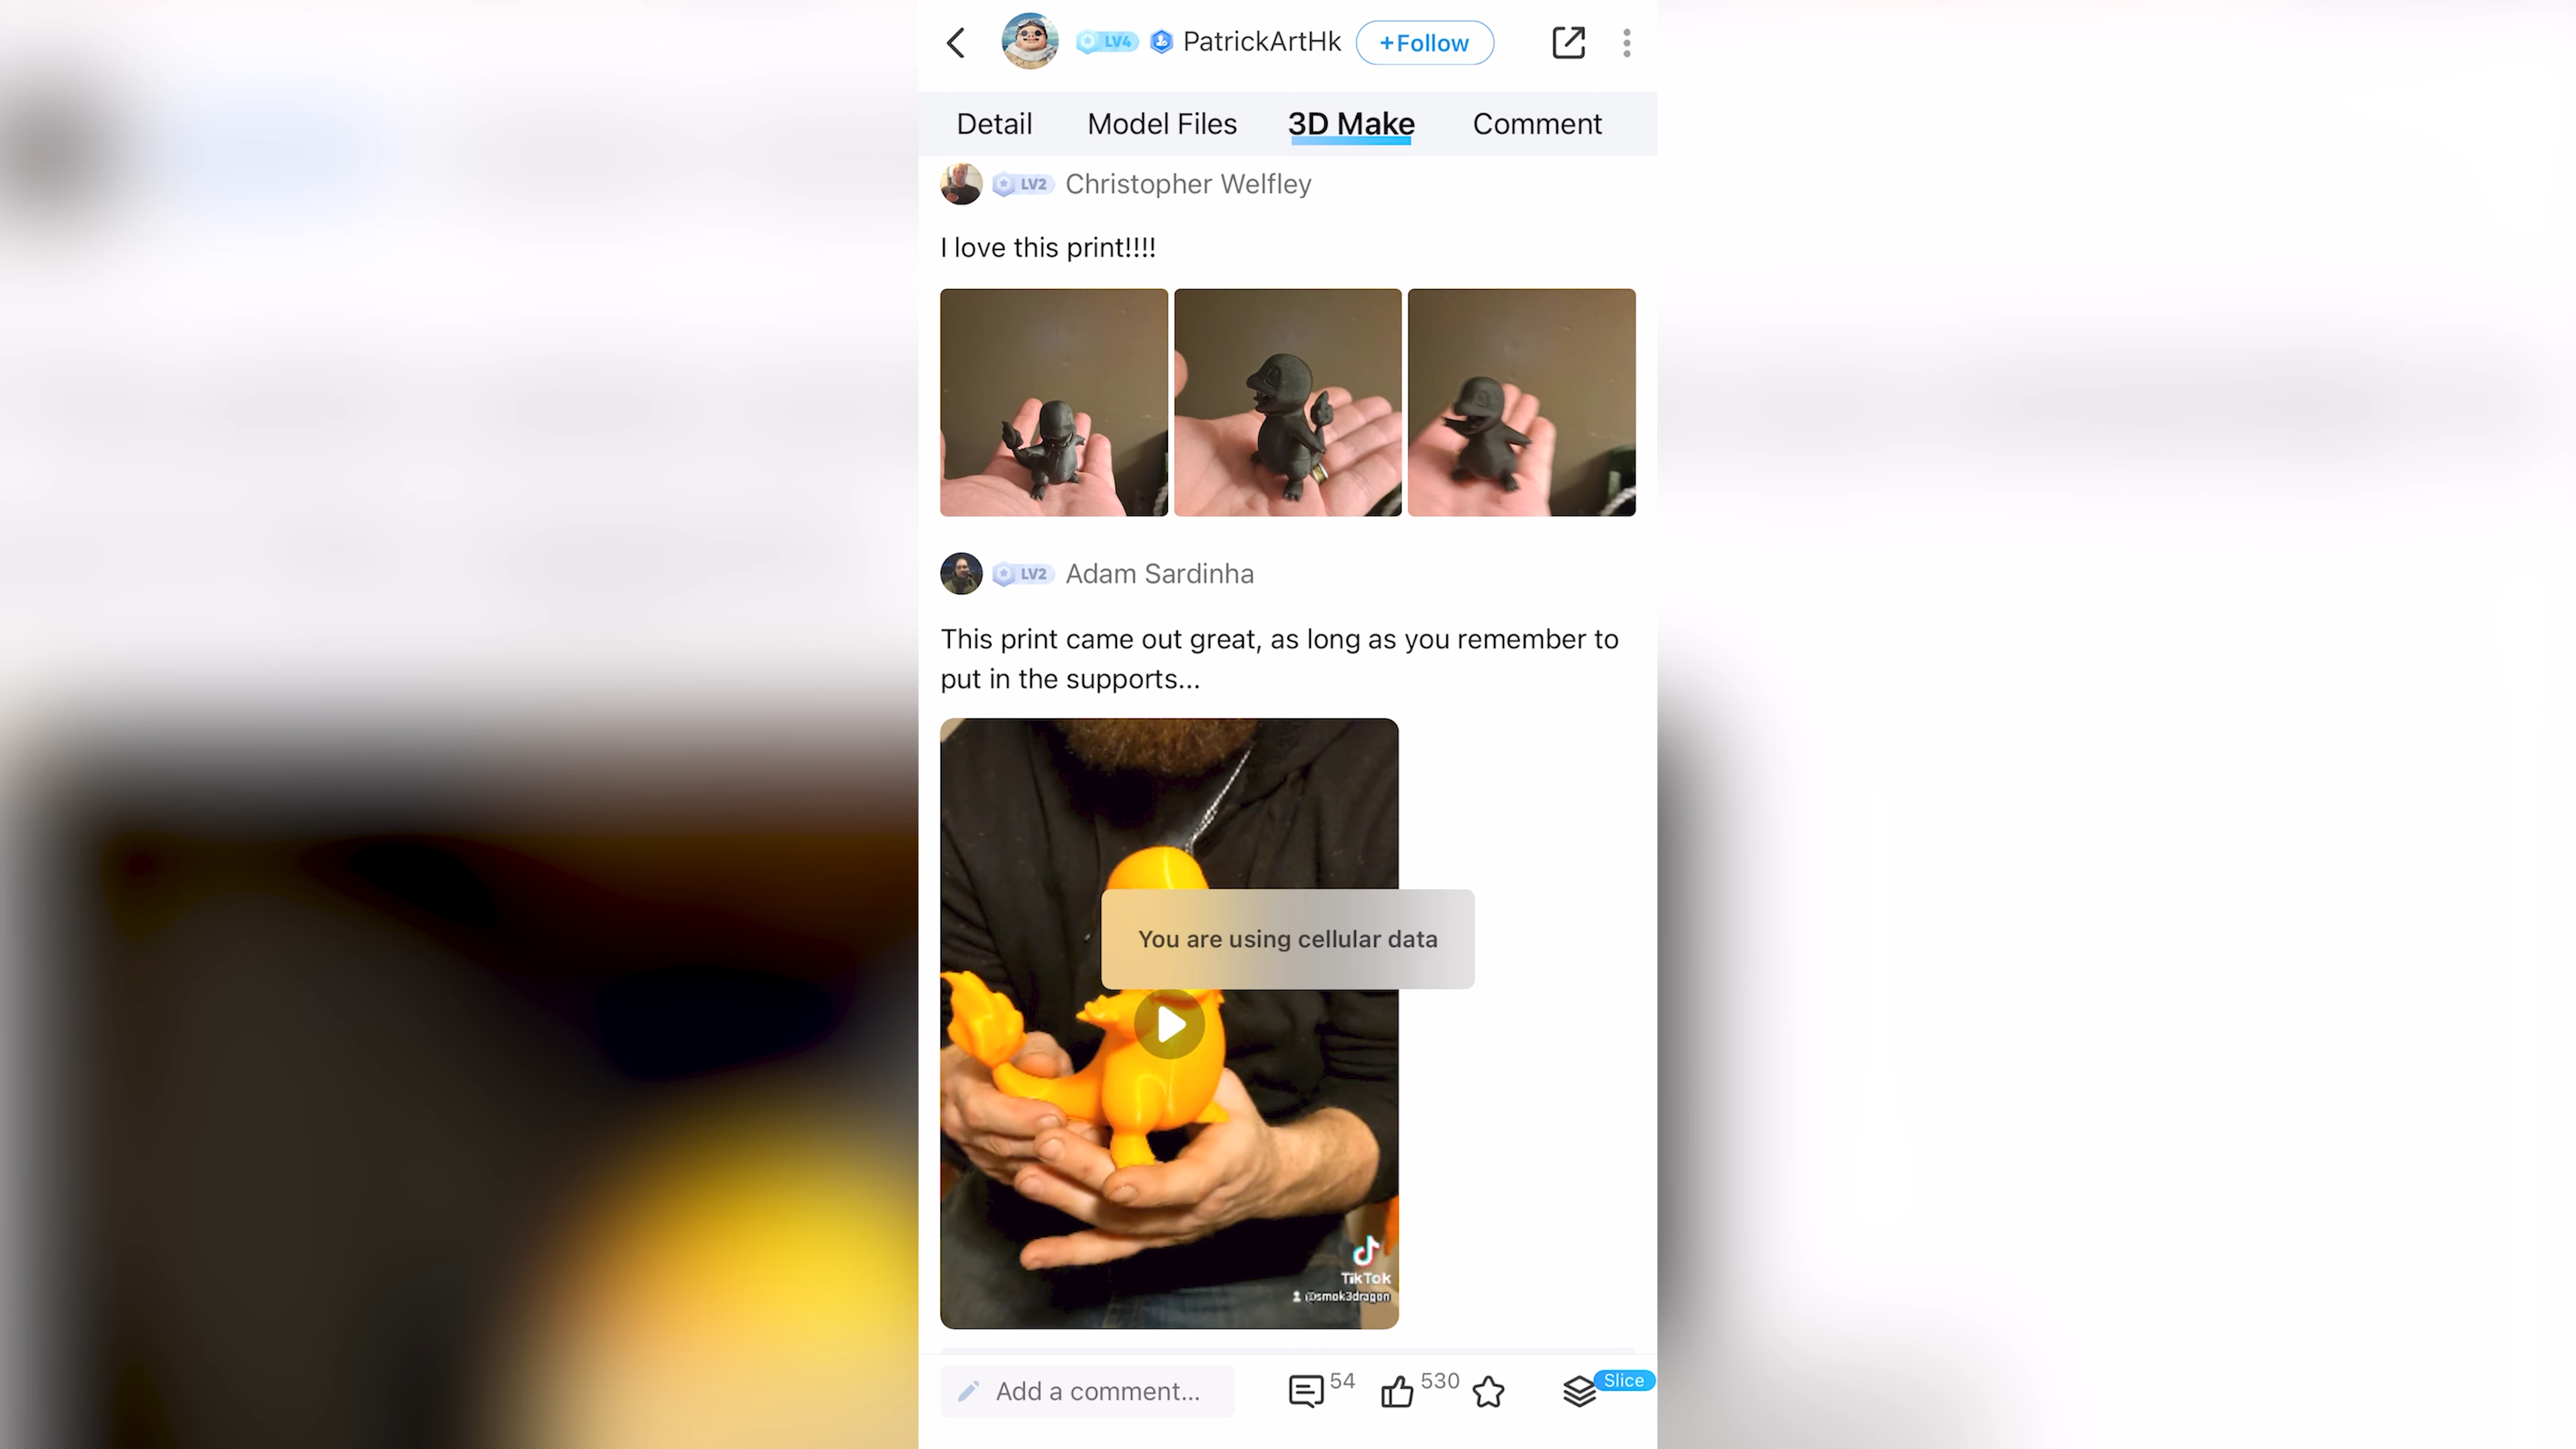 LV4 PatrickArtHk +Follow
Detail Model Files 3D Make Comment
LV2 Christopher Welfley
I love this print!!!!
LV2 Adam Sardinha
This print came out great, as long as you remember to
put in the supports...
You are using cellular data
TikTok
@smok3dragon
Add a comment... 54 530 Slice